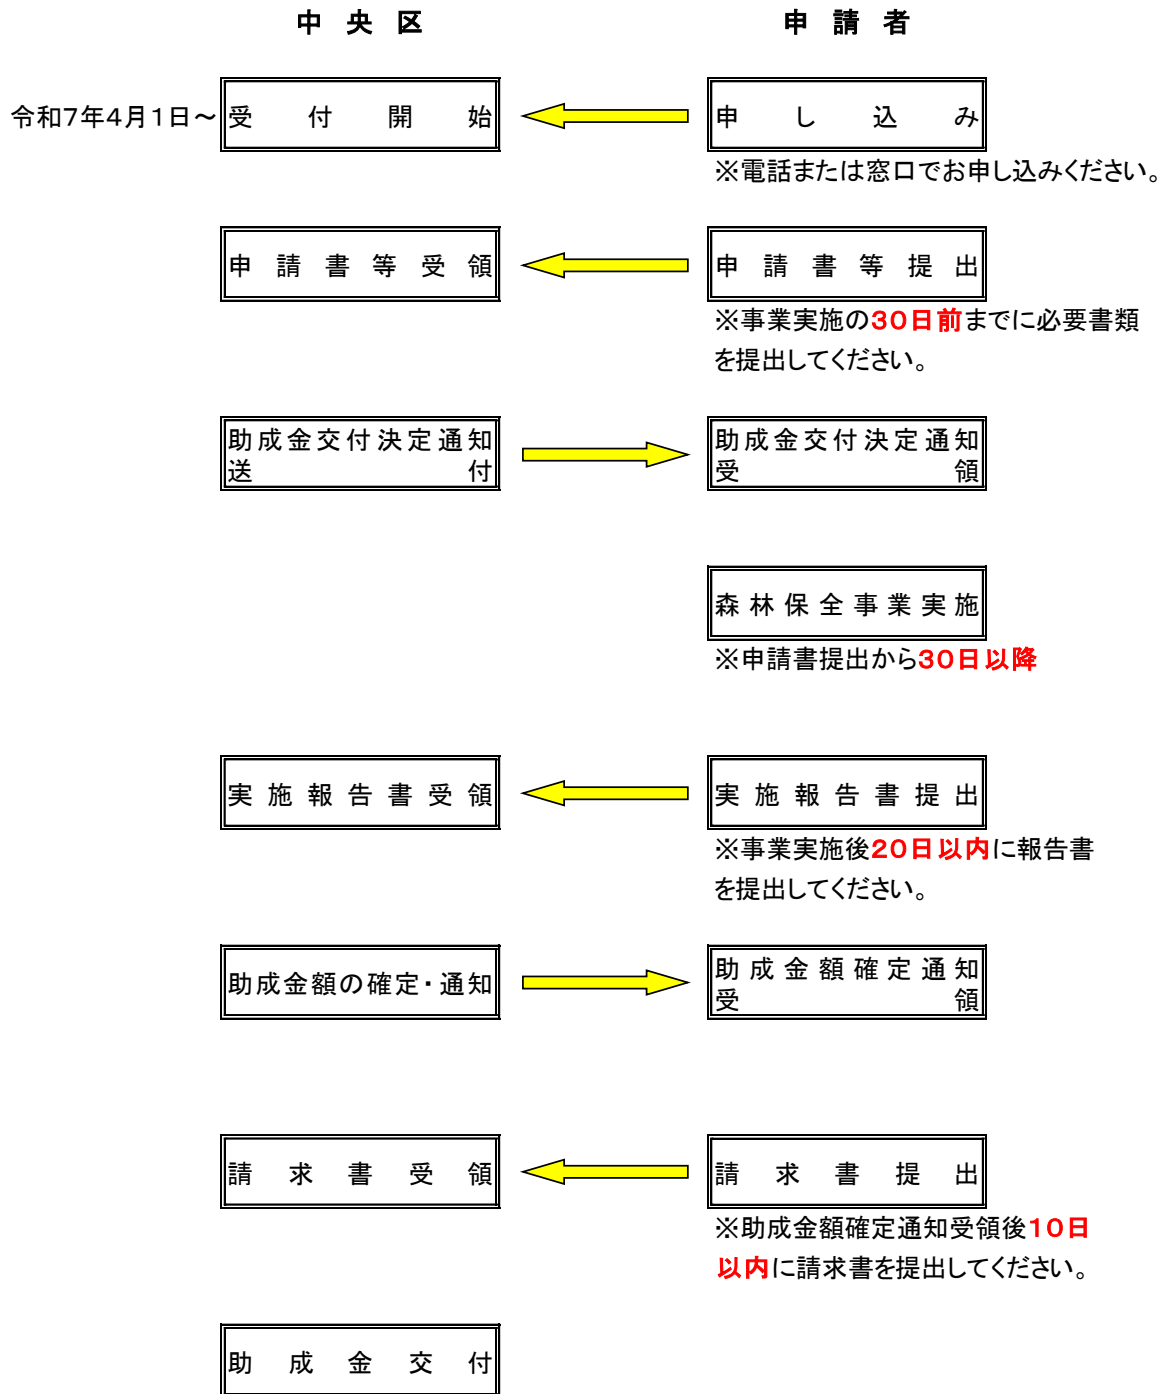 中央区
申請者
令和7年4月1日～
受付開始
申し込み
※電話または窓口でお申し込みください。
申請書等受領
申請書等提出
※事業実施の30日前までに必要書類
を提出してください。
助成金交付決定通知
送付
助成金交付決定通知
受領
森林保全事業実施
※申請書提出から30日以降
実施報告書受領
実施報告書提出
※事業実施後20日以内に報告書
を提出してください。
助成金額の確定・通知
助成金額確定通知
受領
請求書受領
請求書提出
※助成金額確定通知受領後10日
以内に請求書を提出してください。
助成金交付